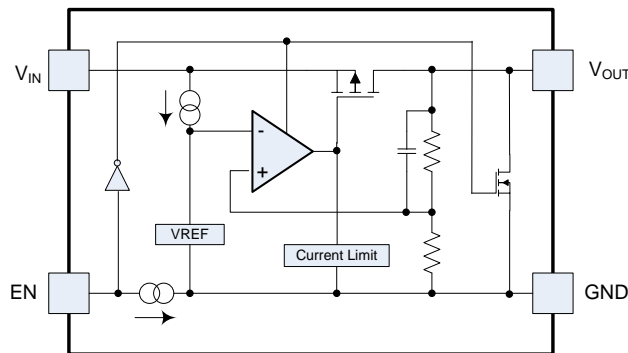 VIN
VOUT
-
+
VREF
Current Limit
EN
GND